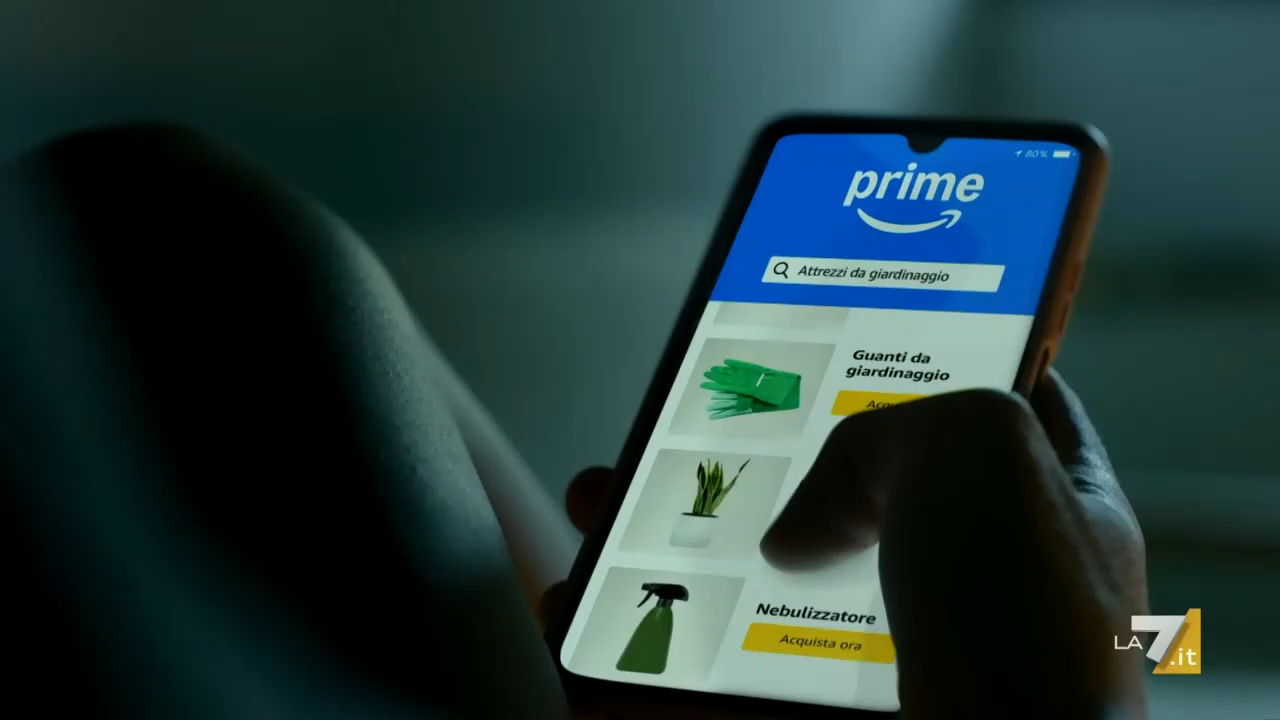 80%
prime
Attrezzi da giardinaggio
Guanti da
giardinaggio
Nebulizzatore
Acquista ora
LA7.it